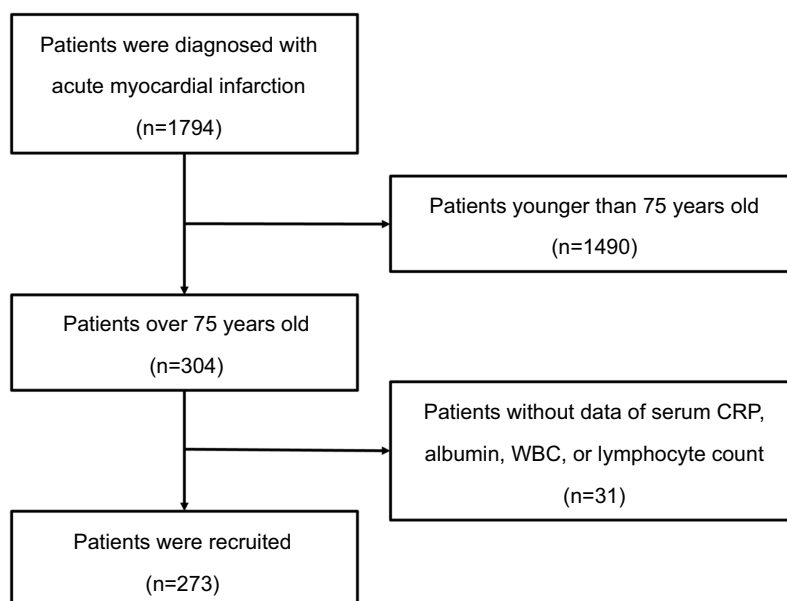 Patients were diagnosed with
acute myocardial infarction
(n=1794)
Patients younger than 75 years old
(n=1490)
Patients over 75 years old
(n=304)
Patients without data of serum CRP,
albumin, WBC, or lymphocyte count
(n=31)
Patients were recruited
(n=273)